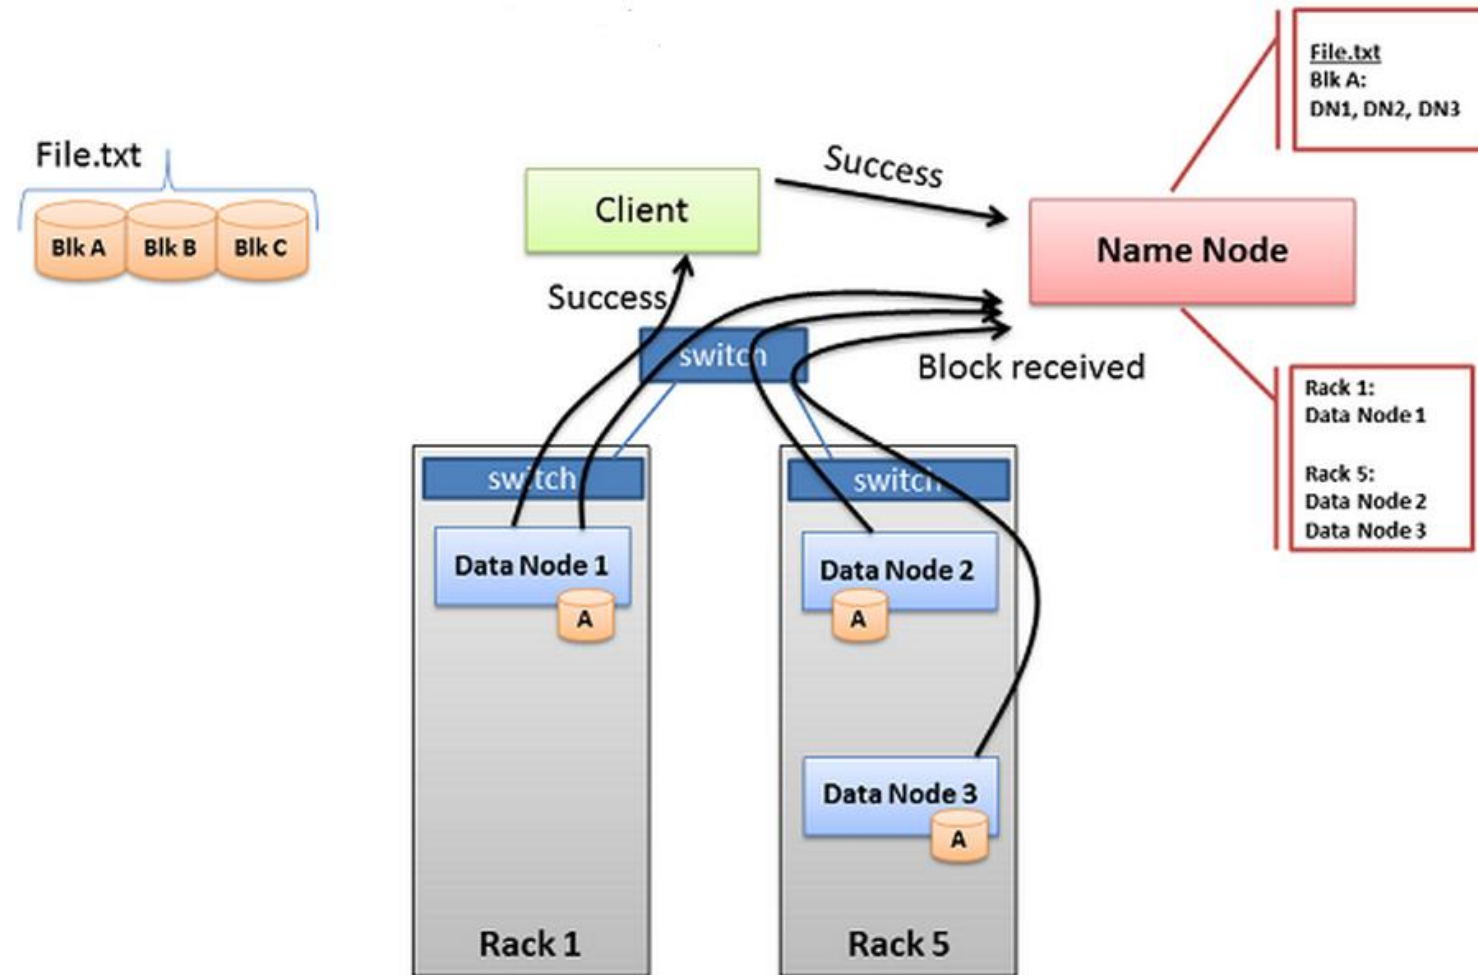 File.txt
Blk A
Blk B
Blk C
Client
Success
Name Node
File.txt
Blk A:
DN1, DN2, DN3
Success
switch
Block received
Rack 1:
Data Node 1
Rack 5:
Data Node 2
Data Node 3
switch
Data Node 1
A
Rack 1
switch
Data Node 2
A
Data Node 3
A
Rack 5